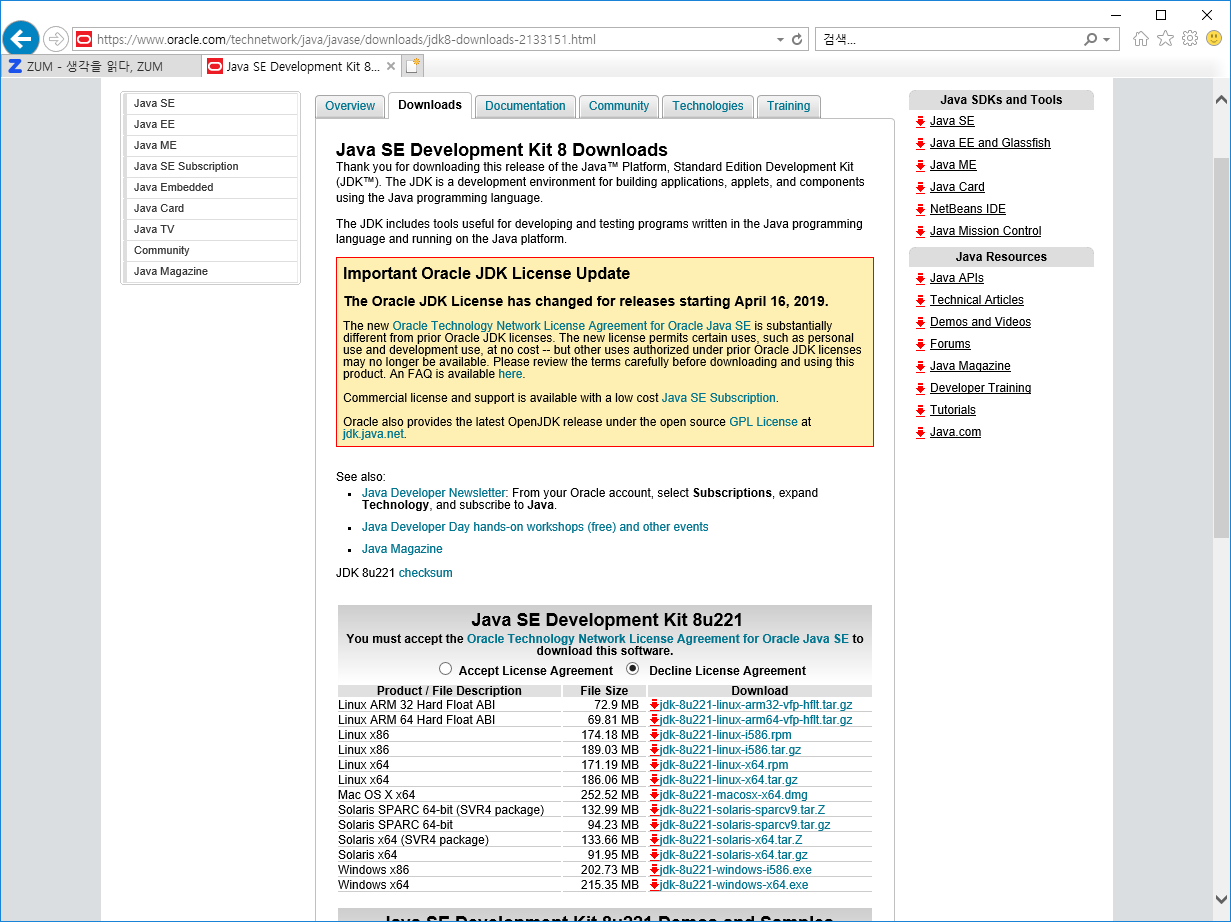 https://www.oracle.com/technetwork/java/javase/downloads/jdk8-downloads-2133151.html
검색...
ZUM - 생각을 읽다, ZUM
Java SE Development Kit 8...
Java SE
Java EE
Java ME
Java SE Subscription
Java Embedded
Java Card
Java TV
Community
Java Magazine
Overview
Downloads
Documentation
Community
Technologies
Training
Java SE Development Kit 8 Downloads
Thank you for downloading this release of the Java™ Platform, Standard Edition Development Kit
(JDK™). The JDK is a development environment for building applications, applets, and components
using the Java programming language.
The JDK includes tools useful for developing and testing programs written in the Java programming
language and running on the Java platform.
Important Oracle JDK License Update
The Oracle JDK License has changed for releases starting April 16, 2019.
The new Oracle Technology Network License Agreement for Oracle Java SE is substantially
different from prior Oracle JDK licenses. The new license permits certain uses, such as personal
use and development use, at no cost -- but other uses authorized under prior Oracle JDK licenses
may no longer be available. Please review the terms carefully before downloading and using this
product. An FAQ is available here.
Commercial license and support is available with a low cost Java SE Subscription.
Oracle also provides the latest OpenJDK release under the open source GPL License at
jdk.java.net.
See also:
Java Developer Newsletter: From your Oracle account, select Subscriptions, expand
Technology, and subscribe to Java.
Java Developer Day hands-on workshops (free) and other events
Java Magazine
JDK 8u221 checksum
Java SE Development Kit 8u221
You must accept the Oracle Technology Network License Agreement for Oracle Java SE to
download this software.
Accept License Agreement Decline License Agreement
Product / File Description File Size Download
Linux ARM 32 Hard Float ABI 72.9 MB jdk-8u221-linux-arm32-vfp-hflt.tar.gz
Linux ARM 64 Hard Float ABI 69.81 MB jdk-8u221-linux-arm64-vfp-hflt.tar.gz
Linux x86 174.18 MB jdk-8u221-linux-i586.rpm
Linux x86 189.03 MB jdk-8u221-linux-i586.tar.gz
Linux x64 171.19 MB jdk-8u221-linux-x64.rpm
Linux x64 186.06 MB jdk-8u221-linux-x64.tar.gz
Mac OS X x64 252.52 MB jdk-8u221-macosx-x64.dmg
Solaris SPARC 64-bit (SVR4 package) 132.99 MB jdk-8u221-solaris-sparcv9.tar.Z
Solaris SPARC 64-bit 94.23 MB jdk-8u221-solaris-sparcv9.tar.gz
Solaris x64 (SVR4 package) 133.66 MB jdk-8u221-solaris-x64.tar.Z
Solaris x64 91.95 MB jdk-8u221-solaris-x64.tar.gz
Windows x86 202.73 MB jdk-8u221-windows-i586.exe
Windows x64 215.35 MB jdk-8u221-windows-x64.exe
Java SE Development Kit 8u221 Demos and Samples
Java SDKs and Tools
Java SE
Java EE and Glassfish
Java ME
Java Card
NetBeans IDE
Java Mission Control
Java Resources
Java APIs
Technical Articles
Demos and Videos
Forums
Java Magazine
Developer Training
Tutorials
Java.com